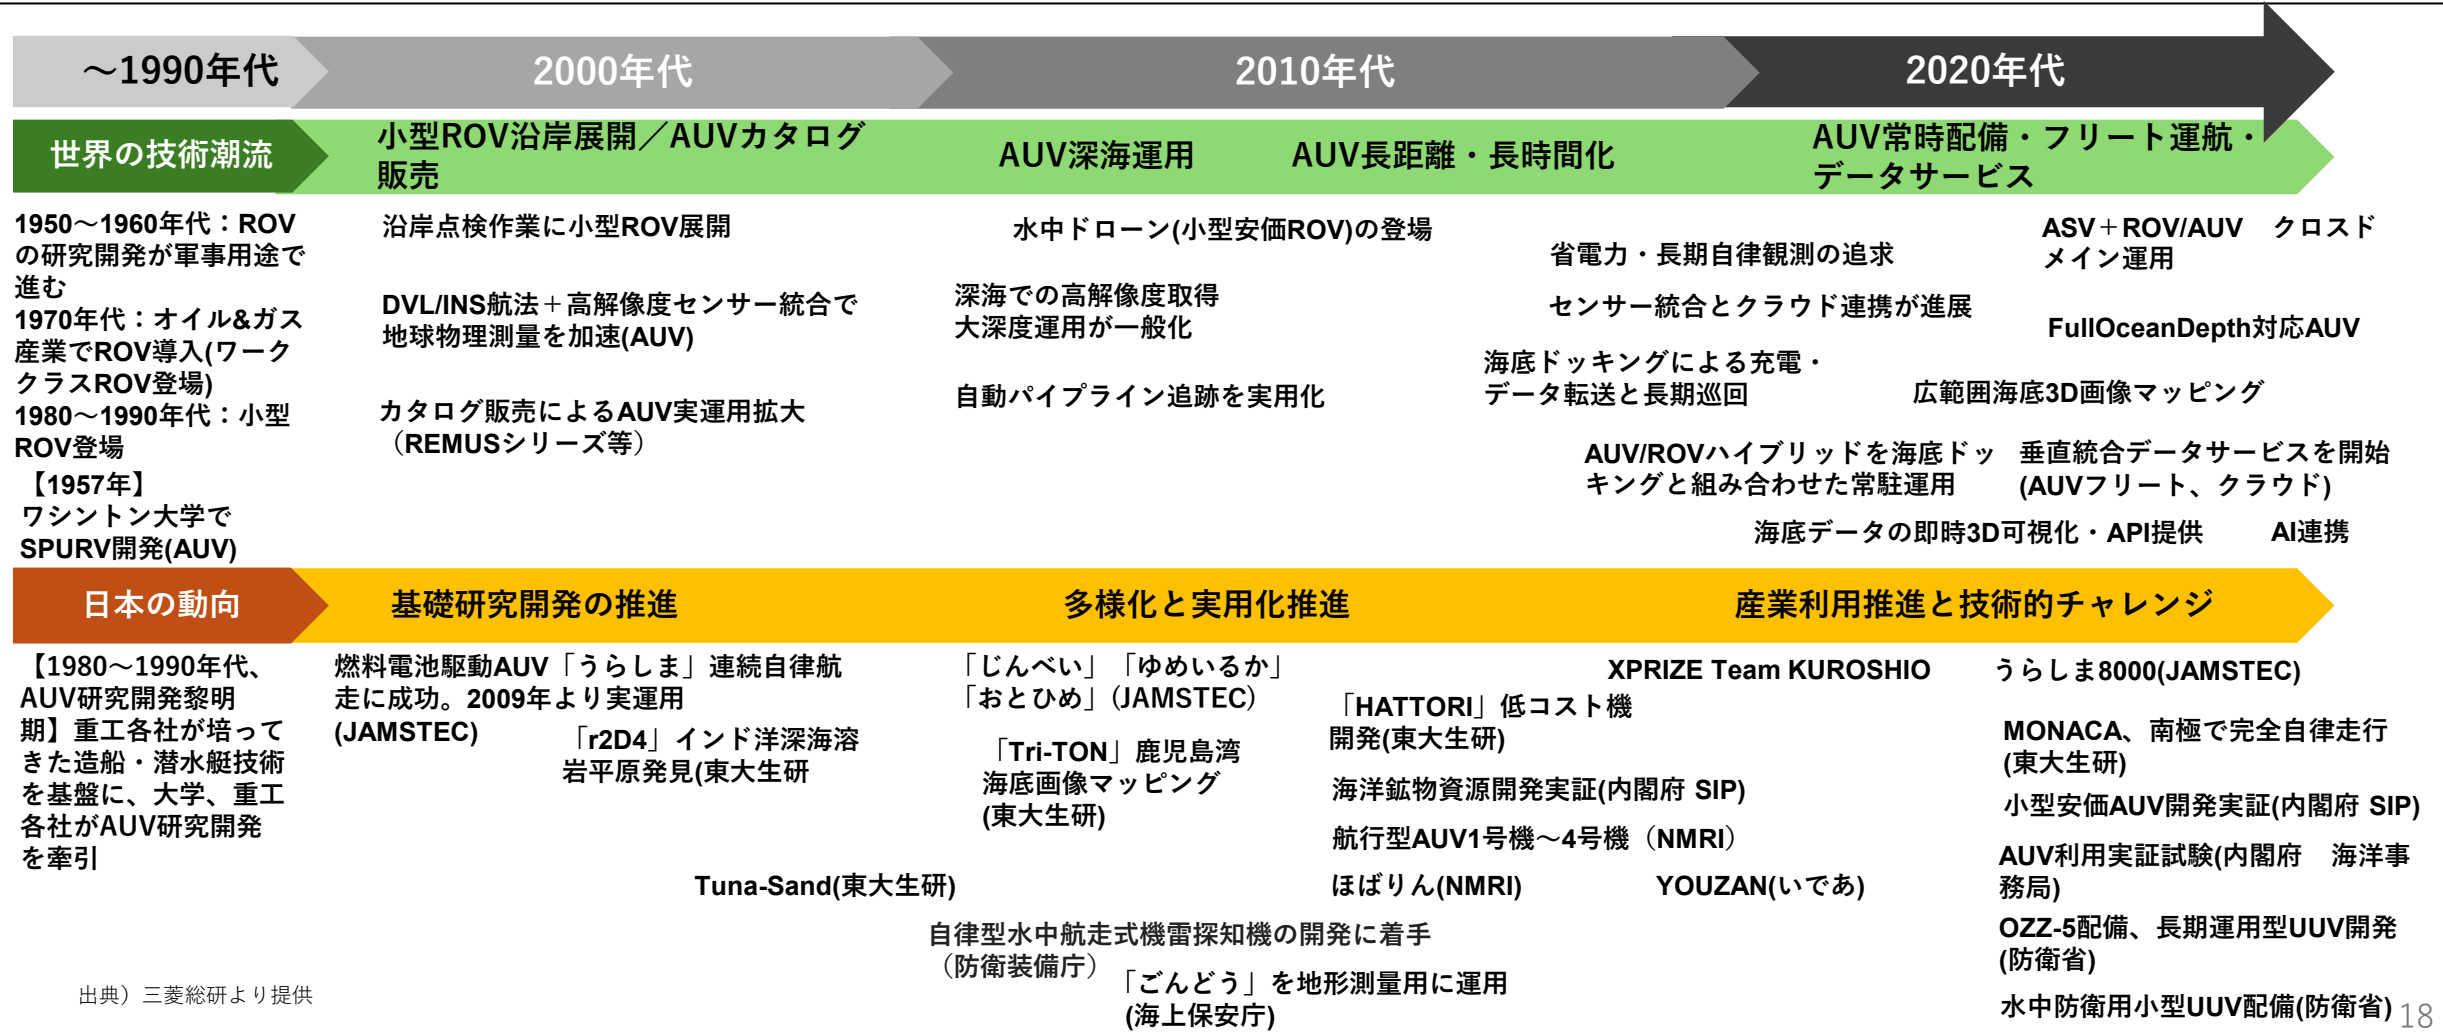 ～1990年代
2000年代
2010年代
2020年代
世界の技術潮流
小型ROV沿岸展開／AUVカタログ
販売
AUV深海運用
AUV長距離・長時間化
AUV常時配備・フリート運航・
データサービス
1950～1960年代：ROV
の研究開発が軍事用途で
進む
1970年代：オイル&ガス
産業でROV導入(ワーク
クラスROV登場)
1980～1990年代：小型
ROV登場
【1957年】
ワシントン大学で
SPURV開発(AUV)
沿岸点検作業に小型ROV展開
DVL/INS航法＋高解像度センサー統合で
地球物理測量を加速(AUV)
カタログ販売によるAUV実運用拡大
（REMUSシリーズ等）
水中ドローン(小型安価ROV)の登場
深海での高解像度取得
大深度運用が一般化
自動パイプライン追跡を実用化
省電力・長期自律観測の追求
センサー統合とクラウド連携が進展
海底ドッキングによる充電・
データ転送と長期巡回
AUV/ROVハイブリッドを海底ドッ
キングと組み合わせた常駐運用
ASV＋ROV/AUV　クロスド
メイン運用
FullOceanDepth対応AUV
広範囲海底3D画像マッピング
垂直統合データサービスを開始
(AUVフリート、クラウド)
海底データの即時3D可視化・API提供
AI連携
日本の動向
基礎研究開発の推進
多様化と実用化推進
産業利用推進と技術的チャレンジ
【1980～1990年代、
AUV研究開発黎明
期】重工各社が培って
きた造船・潜水艇技術
を基盤に、大学、重工
各社がAUV研究開発
を牽引
燃料電池駆動AUV「うらしま」連続自律航
走に成功。2009年より実運用
(JAMSTEC)
「r2D4」インド洋深海溶
岩平原発見(東大生研
Tuna-Sand(東大生研)
「じんべい」「ゆめいるか」
「おとひめ」(JAMSTEC)
「Tri-TON」鹿児島湾
海底画像マッピング
(東大生研)
自律型水中航走式機雷探知機の開発に着手
（防衛装備庁）
「ごんどう」を地形測量用に運用
(海上保安庁)
XPRIZE Team KUROSHIO
「HATTORI」低コスト機
開発(東大生研)
海洋鉱物資源開発実証(内閣府 SIP)
航行型AUV1号機～4号機（NMRI）
ほばりん(NMRI)
YOUZAN(いであ)
うらしま8000(JAMSTEC)
MONACA、南極で完全自律走行
(東大生研)
小型安価AUV開発実証(内閣府 SIP)
AUV利用実証試験(内閣府　海洋事
務局)
OZZ-5配備、長期運用型UUV開発
(防衛省)
水中防衛用小型UUV配備(防衛省)
出典）三菱総研より提供
18